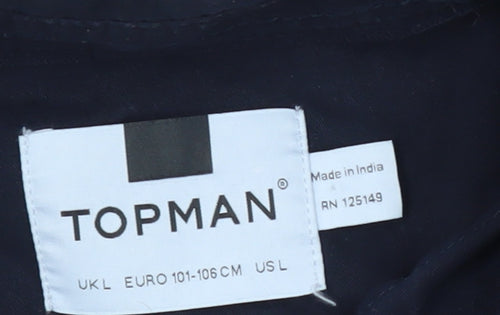 TOPMAN®
UK L EURO 101-106 CM US L
Made in India
RN 125149